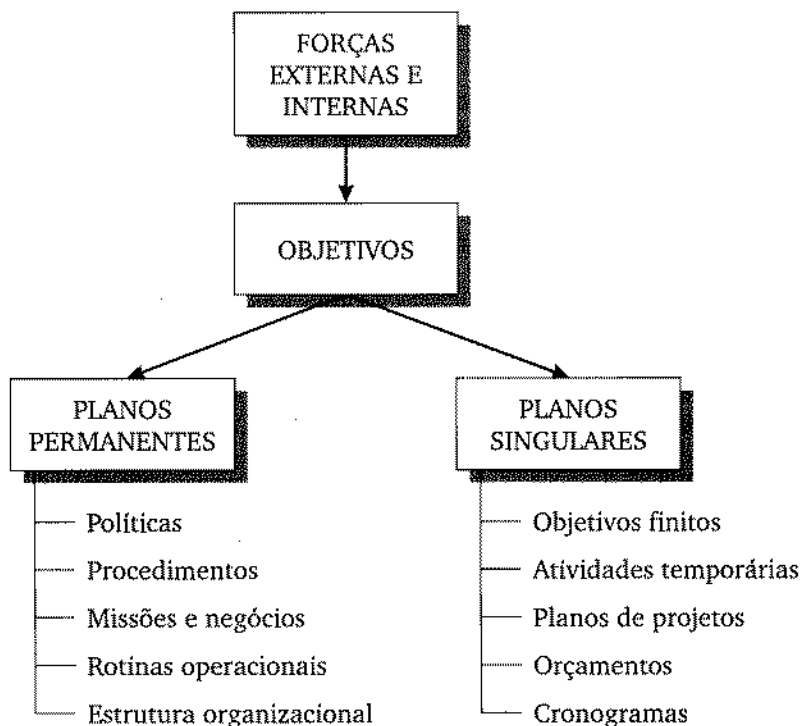 FORÇAS
EXTERNAS E
INTERNAS
OBJETIVOS
PLANOS
PERMANENTES
Políticas
Procedimentos
Missões e negócios
Rotinas operacionais
Estrutura organizacional
PLANOS
SINGULARES
Objetivos finitos
Atividades temporárias
Planos de projetos
Orçamentos
Cronogramas